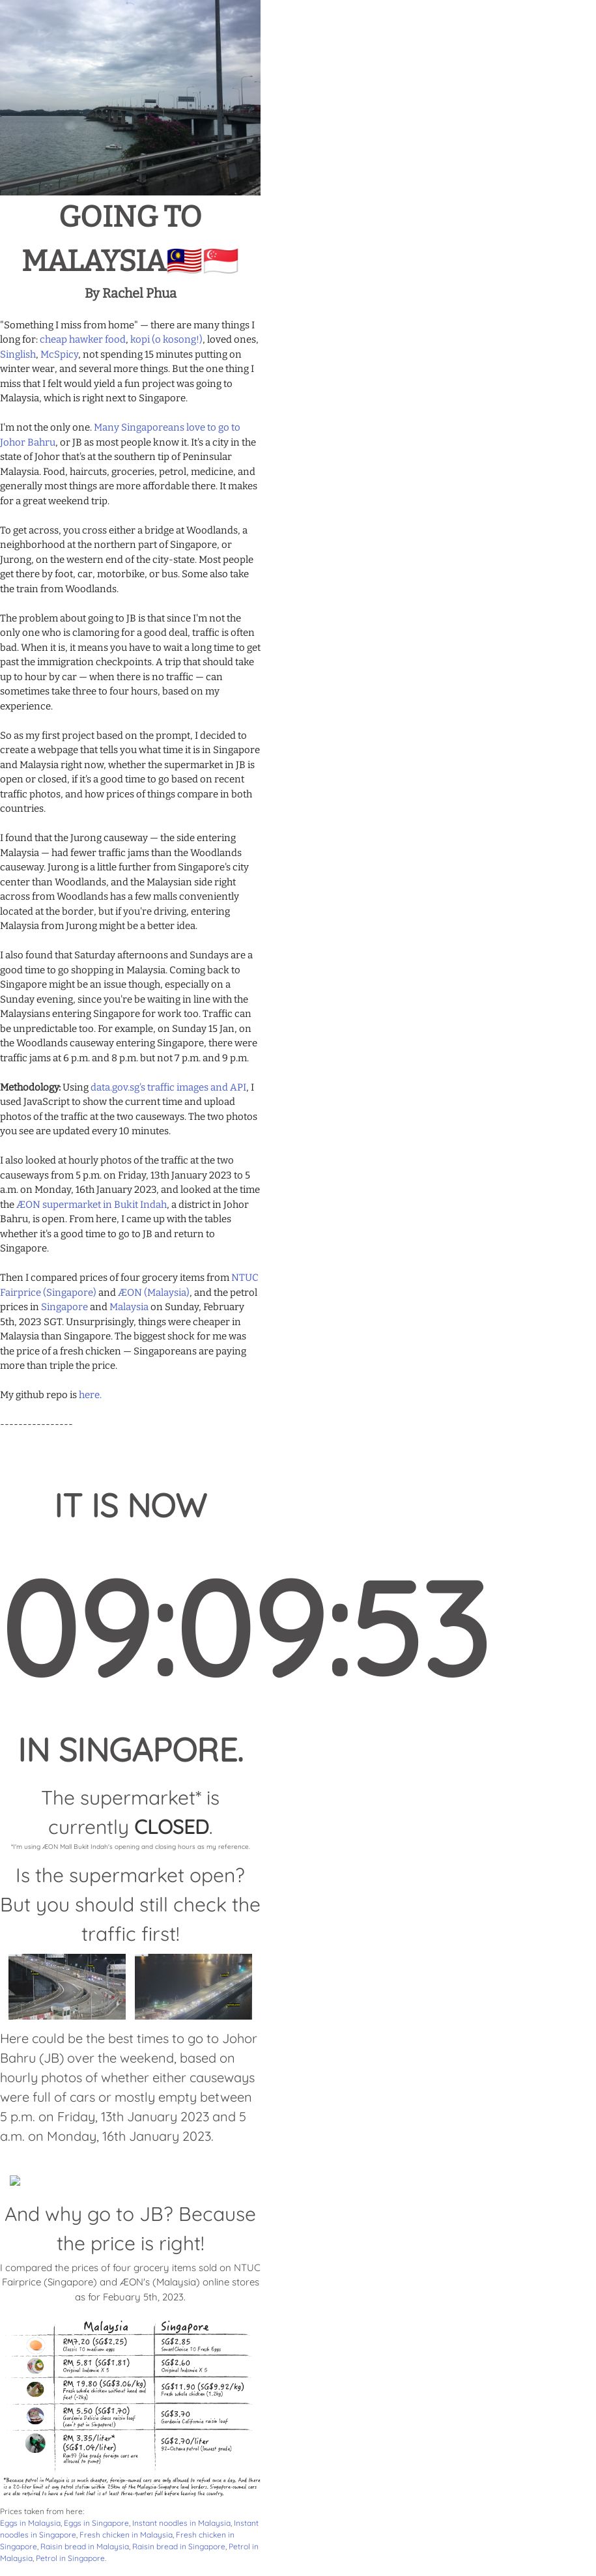 GOING TO
MALAYSIA🇲🇾🇸🇬
By Rachel Phua
"Something I miss from home" — there are many things I
long for: cheap hawker food, kopi (o kosong!), loved ones,
Singlish, McSpicy, not spending 15 minutes putting on
winter wear, and several more things. But the one thing I
miss that I felt would yield a fun project was going to
Malaysia, which is right next to Singapore.
I'm not the only one. Many Singaporeans love to go to
Johor Bahru, or JB as most people know it. It's a city in the
state of Johor that's at the southern tip of Peninsular
Malaysia. Food, haircuts, groceries, petrol, medicine, and
generally most things are more affordable there. It makes
for a great weekend trip.
To get across, you cross either a bridge at Woodlands, a
neighborhood at the northern part of Singapore, or
Jurong, on the western end of the city-state. Most people
get there by foot, car, motorbike, or bus. Some also take
the train from Woodlands.
The problem about going to JB is that since I'm not the
only one who is clamoring for a good deal, traffic is often
bad. When it is, it means you have to wait a long time to get
past the immigration checkpoints. A trip that should take
up to hour by car — when there is no traffic — can
sometimes take three to four hours, based on my
experience.
So as my first project based on the prompt, I decided to
create a webpage that tells you what time it is in Singapore
and Malaysia right now, whether the supermarket in JB is
open or closed, if it's a good time to go based on recent
traffic photos, and how prices of things compare in both
countries.
I found that the Jurong causeway — the side entering
Malaysia — had fewer traffic jams than the Woodlands
causeway. Jurong is a little further from Singapore's city
center than Woodlands, and the Malaysian side right
across from Woodlands has a few malls conveniently
located at the border, but if you're driving, entering
Malaysia from Jurong might be a better idea.
I also found that Saturday afternoons and Sundays are a
good time to go shopping in Malaysia. Coming back to
Singapore might be an issue though, especially on a
Sunday evening, since you're be waiting in line with the
Malaysians entering Singapore for work too. Traffic can
be unpredictable too. For example, on Sunday 15 Jan, on
the Woodlands causeway entering Singapore, there were
traffic jams at 6 p.m. and 8 p.m. but not 7 p.m. and 9 p.m.
Methodology: Using data.gov.sg's traffic images and API, I
used JavaScript to show the current time and upload
photos of the traffic at the two causeways. The two photos
you see are updated every 10 minutes.
I also looked at hourly photos of the traffic at the two
causeways from 5 p.m. on Friday, 13th January 2023 to 5
a.m. on Monday, 16th January 2023, and looked at the time
the ÆON supermarket in Bukit Indah, a district in Johor
Bahru, is open. From here, I came up with the tables
whether it's a good time to go to JB and return to
Singapore.
Then I compared prices of four grocery items from NTUC
Fairprice (Singapore) and ÆON (Malaysia), and the petrol
prices in Singapore and Malaysia on Sunday, February
5th, 2023 SGT. Unsurprisingly, things were cheaper in
Malaysia than Singapore. The biggest shock for me was
the price of a fresh chicken — Singaporeans are paying
more than triple the price.
My github repo is here.
----------------
IT IS NOW
09:09:53
IN SINGAPORE.
The supermarket* is
currently CLOSED.
*I'm using ÆON Mall Bukit Indah's opening and closing hours as my reference.
Is the supermarket open?
But you should still check the
traffic first!
Here could be the best times to go to Johor
Bahru (JB) over the weekend, based on
hourly photos of whether either causeways
were full of cars or mostly empty between
5 p.m. on Friday, 13th January 2023 and 5
a.m. on Monday, 16th January 2023.
And why go to JB? Because
the price is right!
I compared the prices of four grocery items sold on NTUC
Fairprice (Singapore) and ÆON's (Malaysia) online stores
as for Febuary 5th, 2023.
Malaysia Singapore
RM7.20 (SG$2.25) SG$2.85
Classic 10 medium eggs SmartChoice 10 Fresh Eggs
RM 5.81 (SG$1.81) SG$2.60
Original Indomie X 5 Original Indomie X 5
RM 19.80 (SG$3.06/kg) SG$11.90 (SG$9.92/kg)
Fresh whole chicken without head and Fresh whole chicken (1.2kg)
feet (~2kg)
RM 5.50 (SG$1.70) SG$3.70
Gardenia Delicia choco raisin loaf Gardenia California raisin loaf
(can't get in Singapore!)
RM 3.35/liter* SG$2.70/liter
(SG$1.04/liter) 92-Octane petrol (lowest grade)
Ron97 (the grade foreign cars are
allowed to pump)
*Because petrol in Malaysia is so much cheaper, foreign-owned cars are only allowed to refuel once a day. There
is a 20-liter limit at any petrol station within 25km of the Malaysia-Singapore land borders. Singapore-owned cars
are also required to have a fuel tank that is at least three-quarters full before leaving the country.
Prices taken from here:
Eggs in Malaysia, Eggs in Singapore, Instant noodles in Malaysia, Instant
noodles in Singapore, Fresh chicken in Malaysia, Fresh chicken in
Singapore, Raisin bread in Malaysia, Raisin bread in Singapore, Petrol in
Malaysia, Petrol in Singapore.